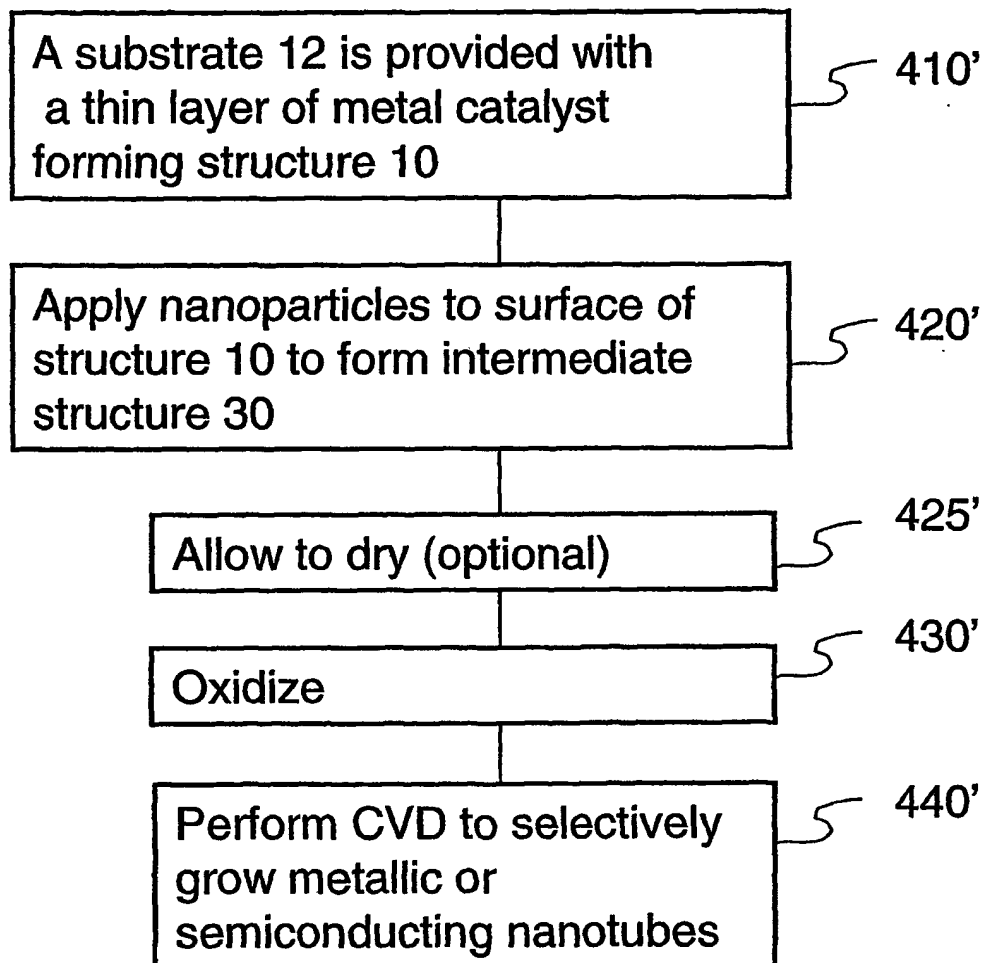 A substrate 12 is provided with
a thin layer of metal catalyst
forming structure 10
410’
Apply nanoparticles to surface of
structure 10 to form intermediate
structure 30
420’
Allow to dry (optional)
425’
Oxidize
430’
Perform CVD to selectively
grow metallic or
semiconducting nanotubes
440’